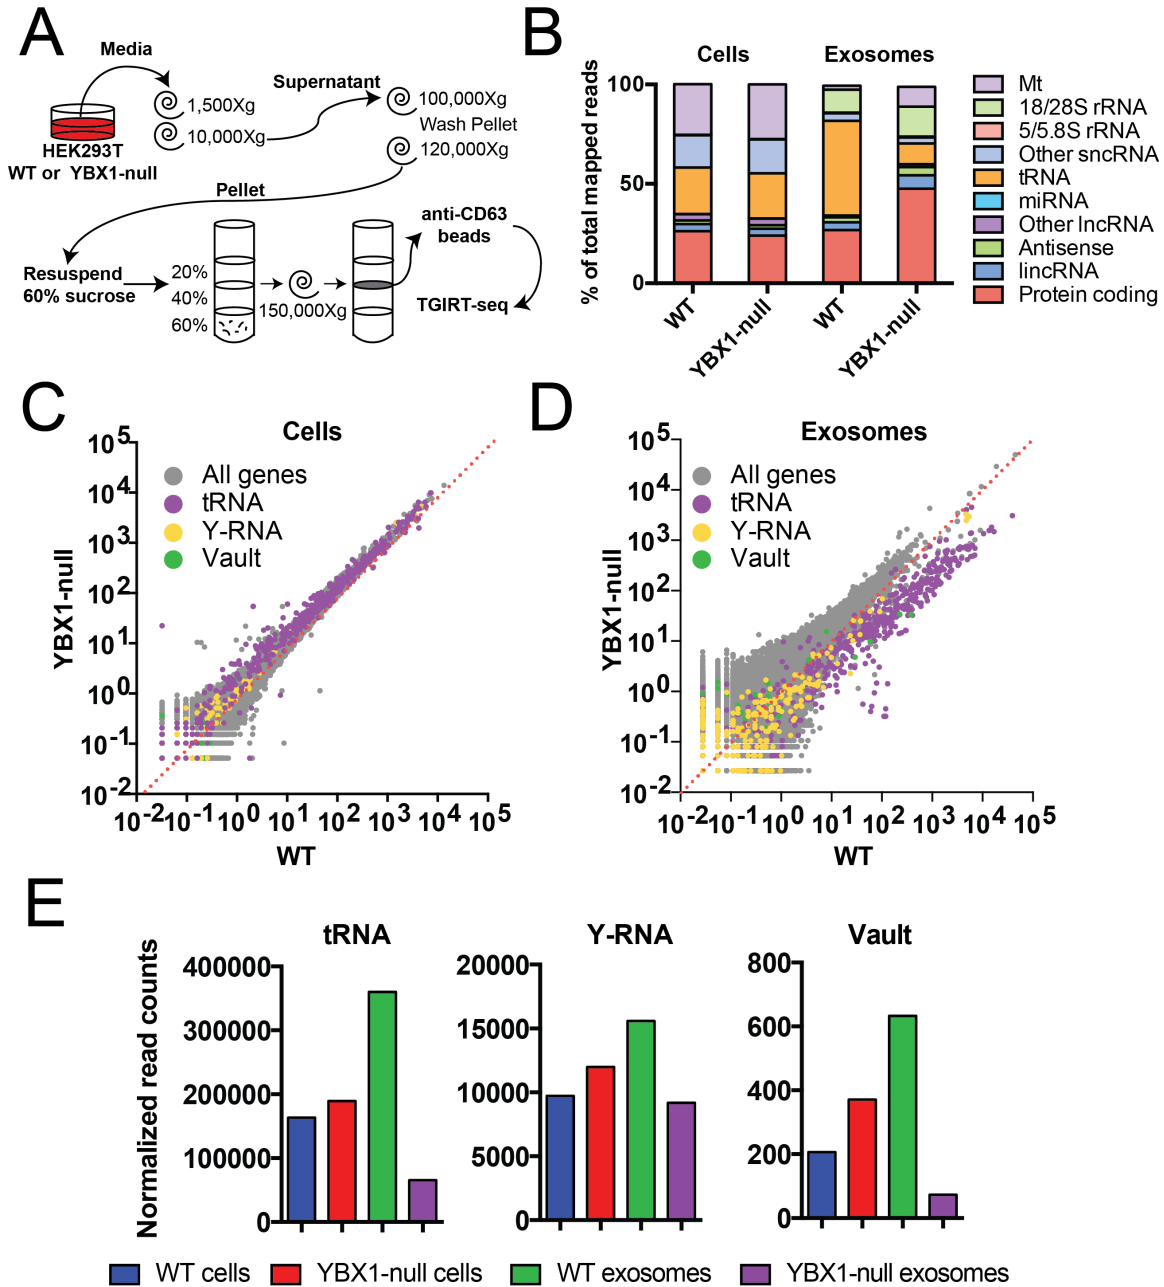 A
Media
1,500Xg
10,000Xg
HEK293T
WT or YBX1-null
Supernatant
100,000Xg
Wash Pellet
120,000Xg
Pellet
Resuspend
60% sucrose
20%
40%
60%
150,000Xg
anti-CD63
beads
TGIRT-seq
B
Cells
Exosomes
% of total mapped reads
100
50
0
WT
YBX1-null
WT
YBX1-null
Mt
18/28S rRNA
5/5.8S rRNA
Other sncRNA
tRNA
miRNA
Other lncRNA
Antisense
lincRNA
Protein coding
C
Cells
YBX1-null
10^5
10^4
10^3
10^2
10^1
10^0
10^-1
10^-2
All genes
tRNA
Y-RNA
Vault
10^-2 10^-1 10^0 10^1 10^2 10^3 10^4 10^5
WT
D
Exosomes
YBX1-null
10^5
10^4
10^3
10^2
10^1
10^0
10^-1
10^-2
All genes
tRNA
Y-RNA
Vault
10^-2 10^-1 10^0 10^1 10^2 10^3 10^4 10^5
WT
E
Normalized read counts
tRNA
400000
300000
200000
100000
0
Y-RNA
20000
15000
10000
5000
0
Vault
800
600
400
200
0
WT cells
YBX1-null cells
WT exosomes
YBX1-null exosomes